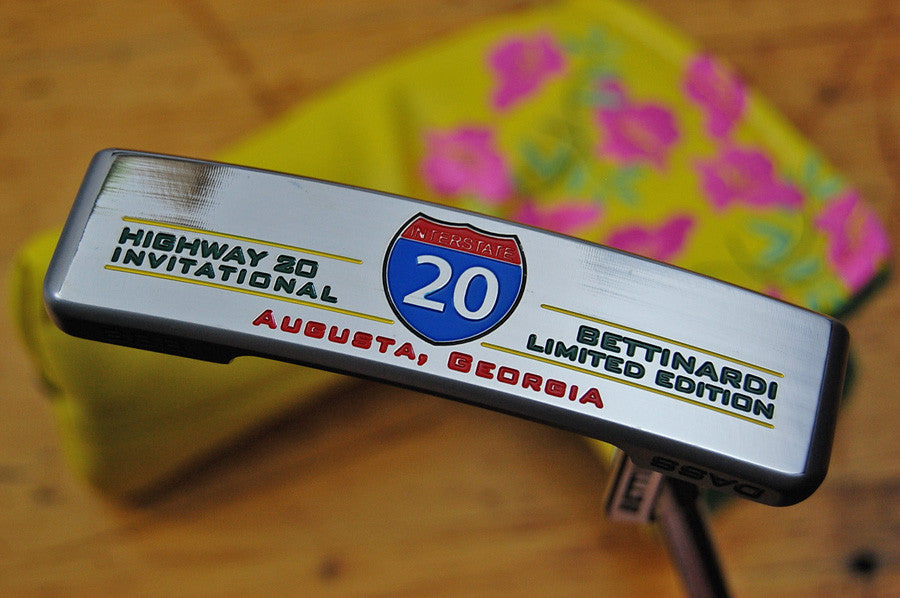 HIGHWAY 20
INVITATIONAL
INTERSTATE
20
AUGUSTA, GEORGIA
BETTINARDI
LIMITED EDITION
DASS